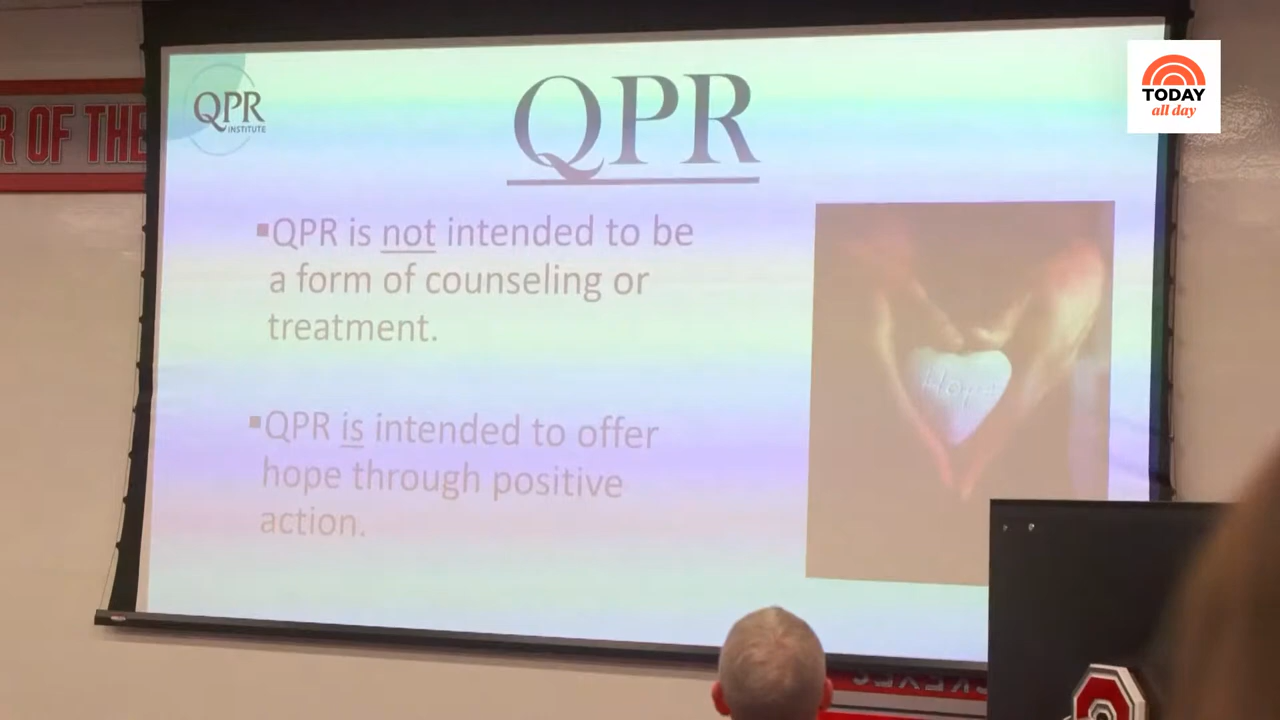 QPR
INSTITUTE
QPR
TODAY
all day
R OF THE
▪QPR is not intended to be
a form of counseling or
treatment.
Hope
▪QPR is intended to offer
hope through positive
action.